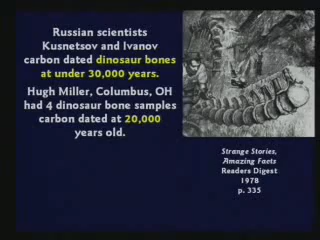 Russian scientists
Kusnetsov and Ivanov
carbon dated dinosaur bones
at under 30,000 years.
Hugh Miller, Columbus, OH
had 4 dinosaur bone samples
carbon dated at 20,000
years old.
Strange Stories,
Amazing Facts
Readers Digest
1978
p. 335